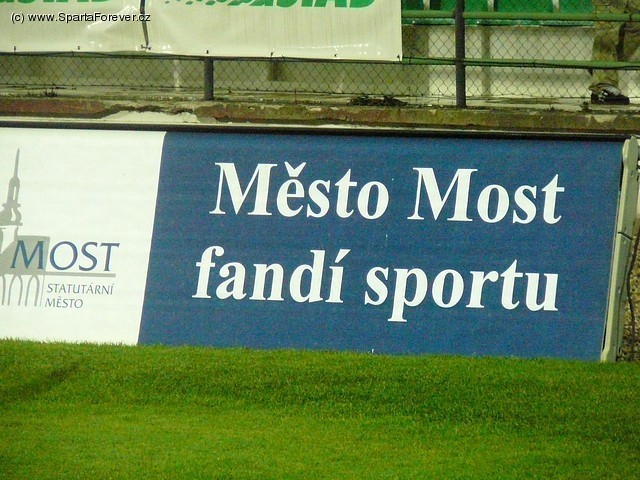 (c) www.SpartaForever.cz
Město Most
fandí sportu
MOST
STATUTÁRNÍ
MĚSTO